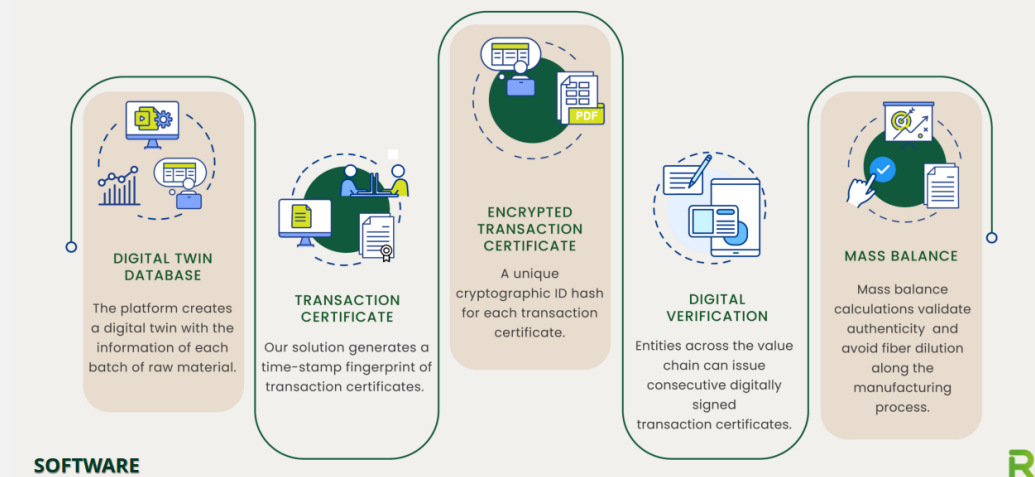 DIGITAL TWIN
DATABASE
The platform creates
a digital twin with the
information of each
batch of raw material.
TRANSACTION
CERTIFICATE
Our solution generates a
time-stamp fingerprint of
transaction certificates.
PDF
ENCRYPTED
TRANSACTION
CERTIFICATE
A unique
cryptographic ID hash
for each transaction
certificate.
DIGITAL
VERIFICATION
Entities across the value
chain can issue
consecutive digitally
signed
transaction certificates.
MASS BALANCE
Mass balance
calculations validate
authenticity and
avoid fiber dilution
along the
manufacturing
process.
SOFTWARE
R